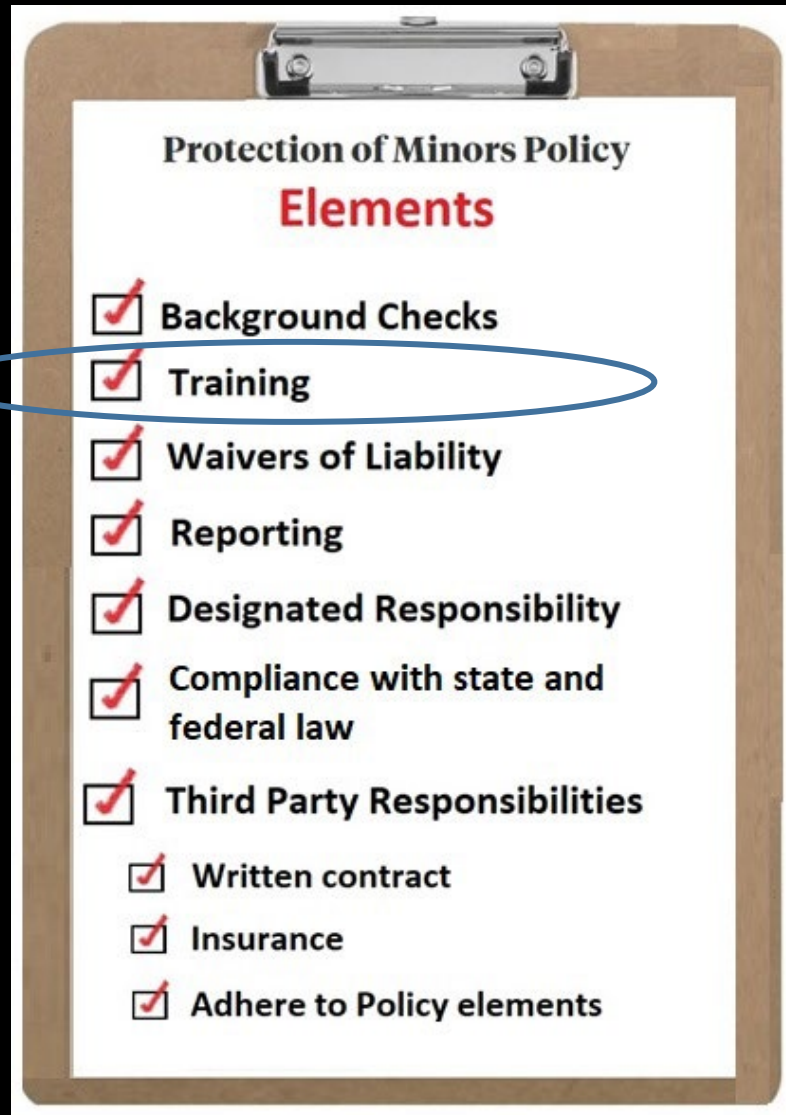 Protection of Minors Policy
Elements
Background Checks
Training
Waivers of Liability
Reporting
Designated Responsibility
Compliance with state and
federal law
Third Party Responsibilities
Written contract
Insurance
Adhere to Policy elements